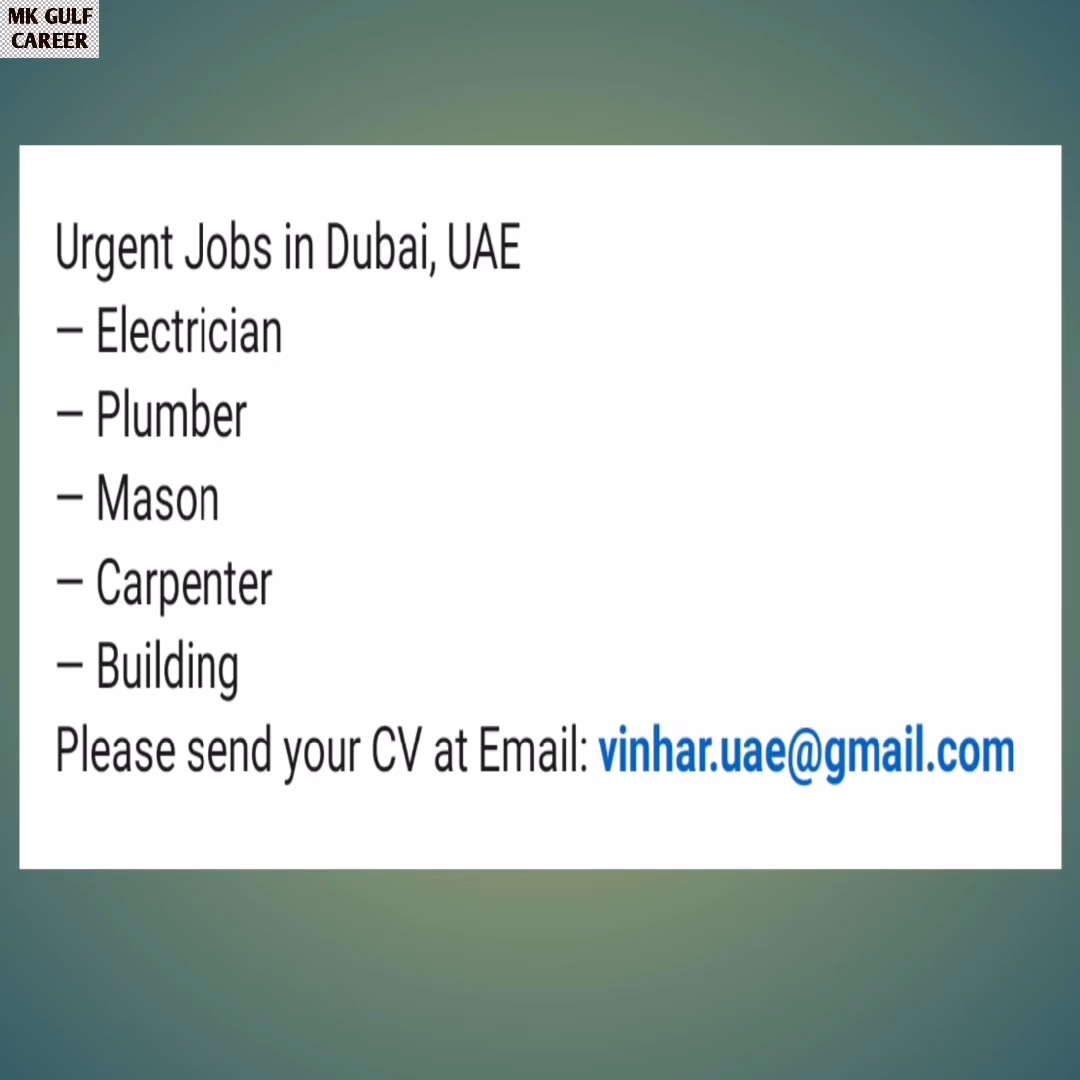 MK GULF
CAREER
Urgent Jobs in Dubai, UAE
– Electrician
– Plumber
– Mason
– Carpenter
– Building
Please send your CV at Email: vinhar.uae@gmail.com